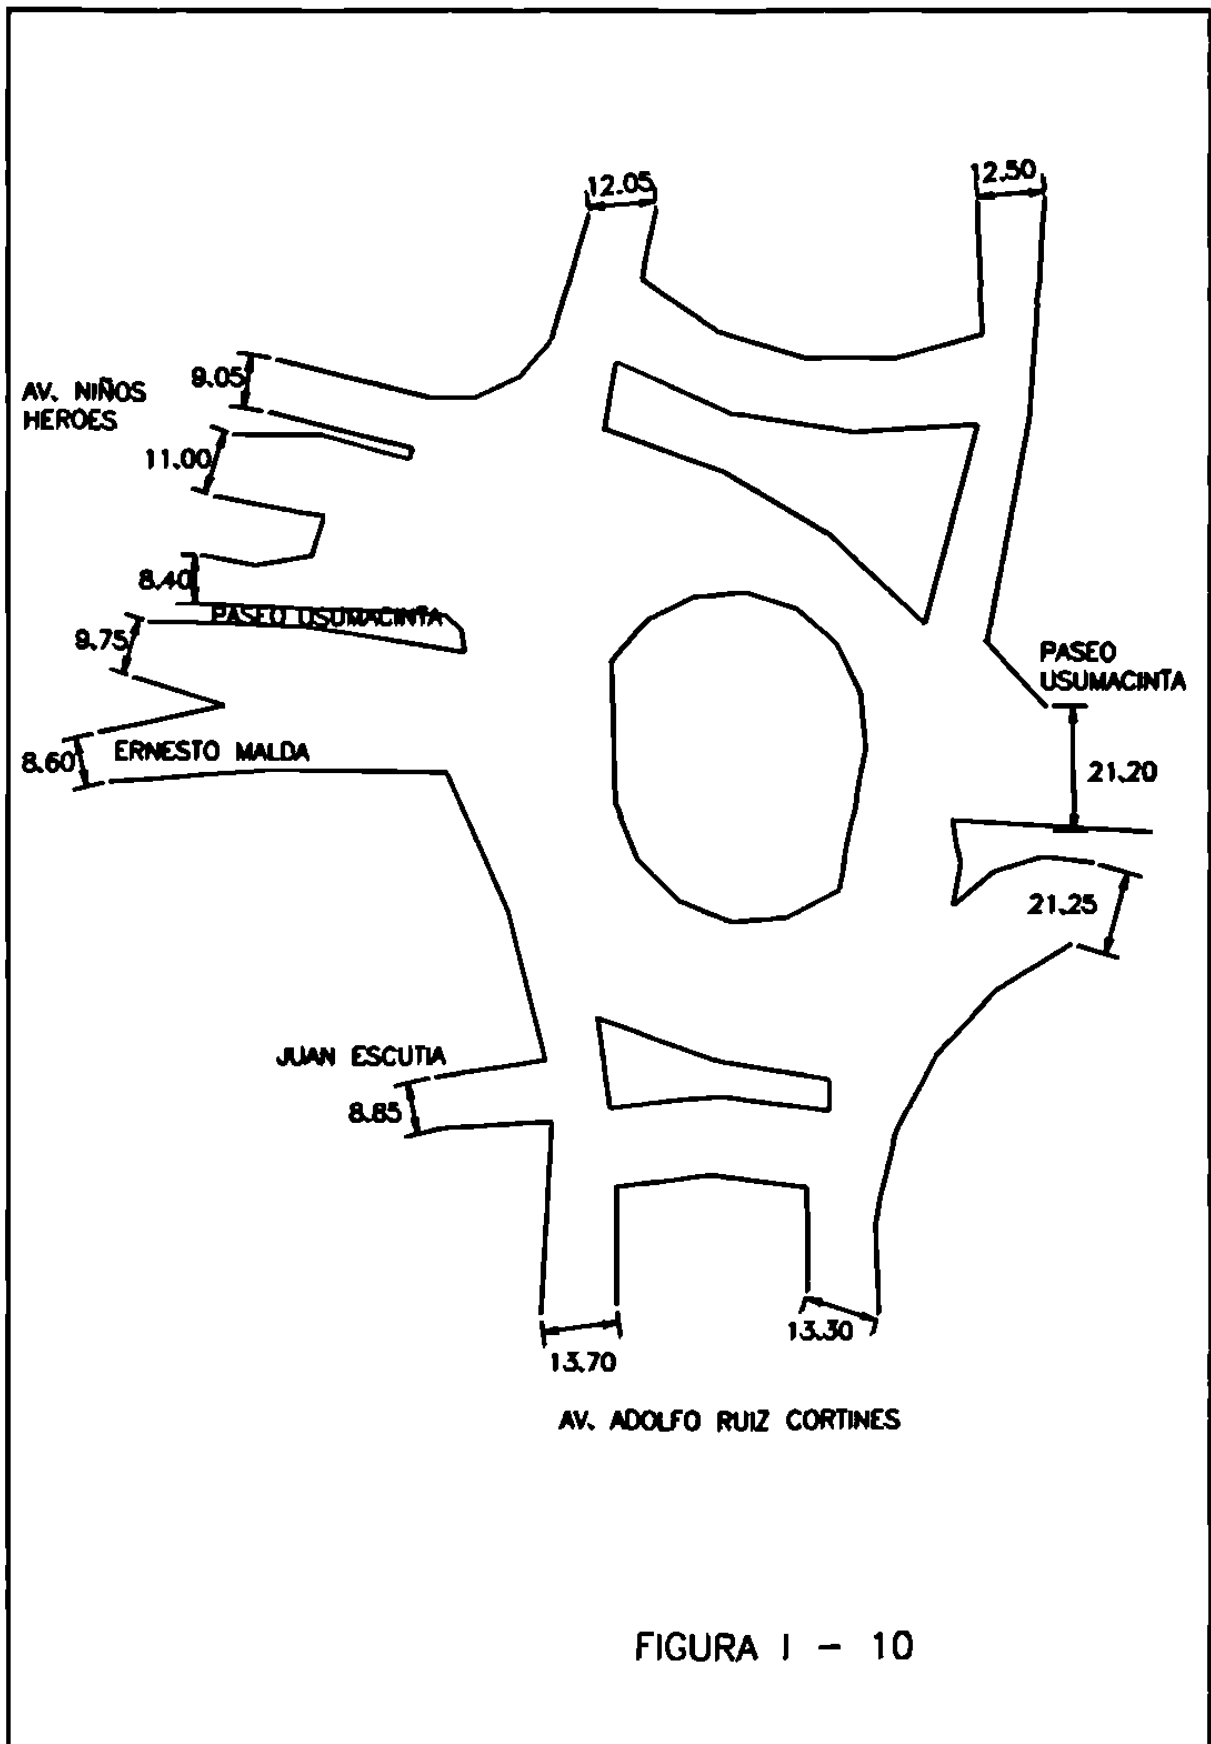 12.05
12.50
9.05
AV. NIÑOS
HEROES
11.00
8.40
PASEO USUMACINTA
9.75
PASEO
USUMACINTA
8.60
ERNESTO MALDA
21.20
21.25
JUAN ESCUTIA
8.85
13.70
13.30
AV. ADOLFO RUIZ CORTINES
FIGURA I - 10